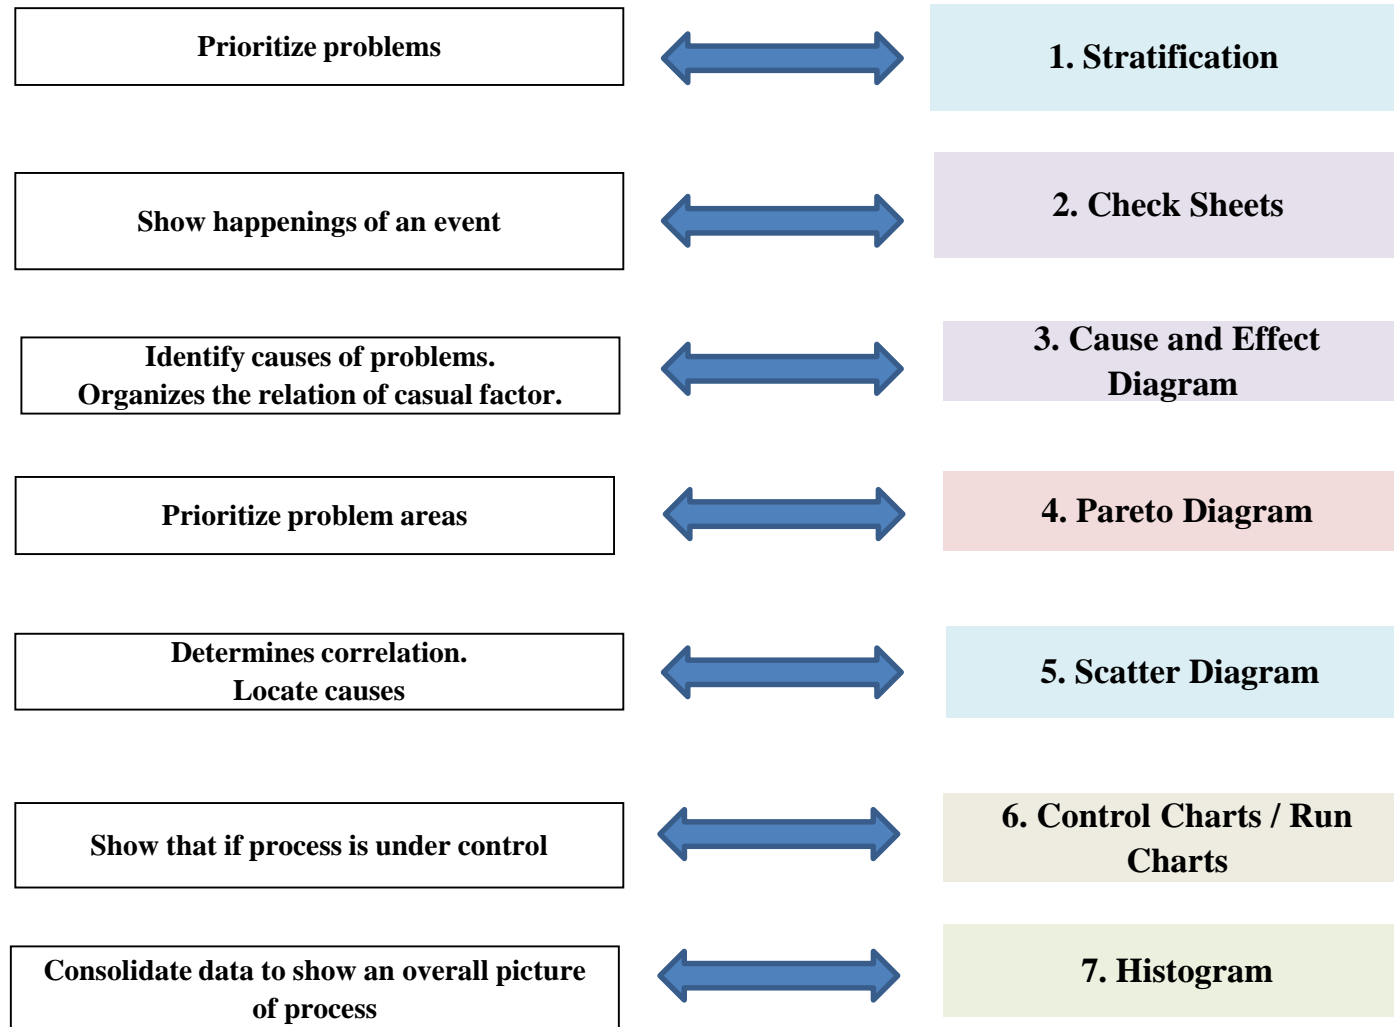 Prioritize problems
1. Stratification
Show happenings of an event
2. Check Sheets
Identify causes of problems.
Organizes the relation of casual factor.
3. Cause and Effect
Diagram
Prioritize problem areas
4. Pareto Diagram
Determines correlation.
Locate causes
5. Scatter Diagram
Show that if process is under control
6. Control Charts / Run
Charts
Consolidate data to show an overall picture
of process
7. Histogram